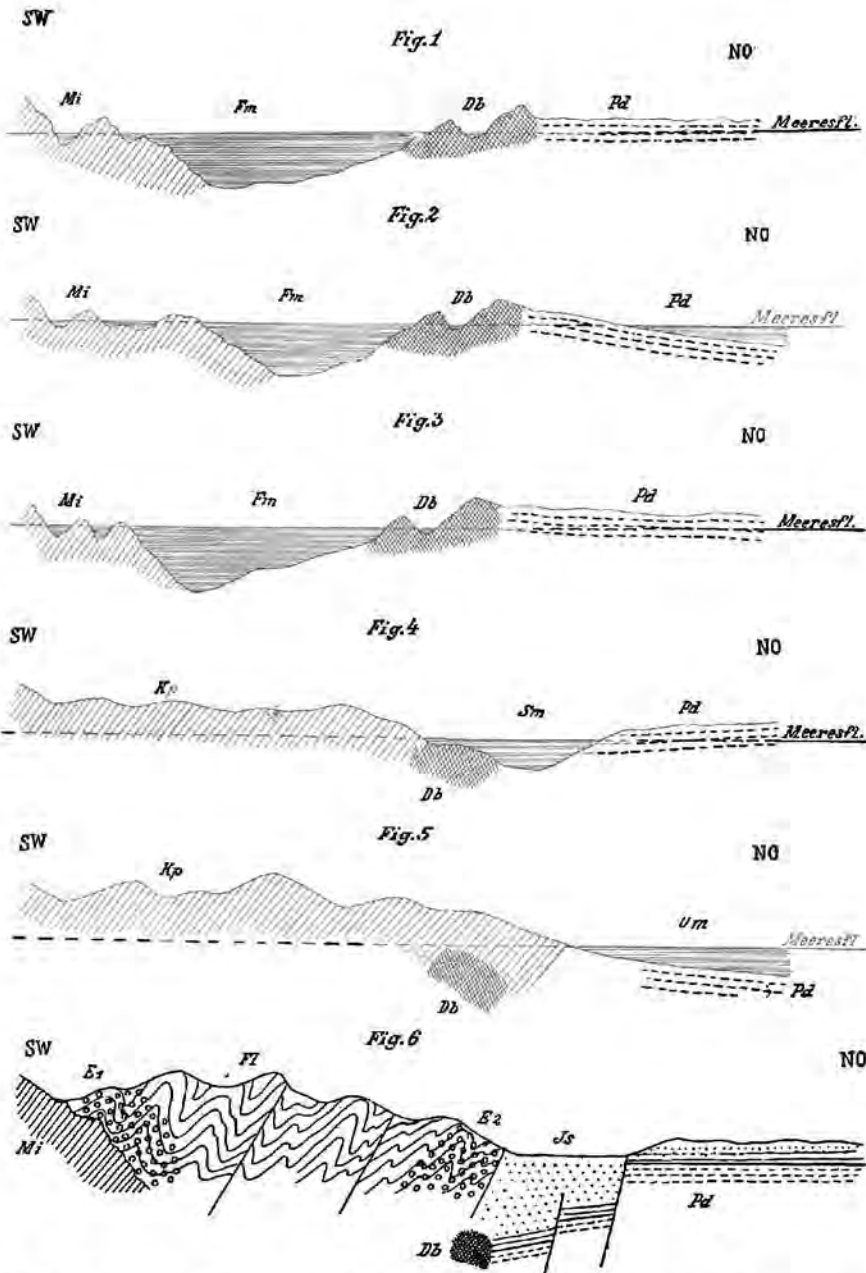 SW Fig.1 NO
Mi Fm Db Pd
Meeresfl.
SW Fig.2 NO
Mi Fm Db Pd
Meeresfl
SW Fig.3 NO
Mi Fm Db Pd
Meeresfl.
SW Fig.4 NO
Kp Sm Pd
Meeresfl.
Db
SW Fig.5 NO
Kp Um
Meeresfl
Db Pd
SW Fig.6 NO
E1 Fl E2 Js
Mi Pd
Db